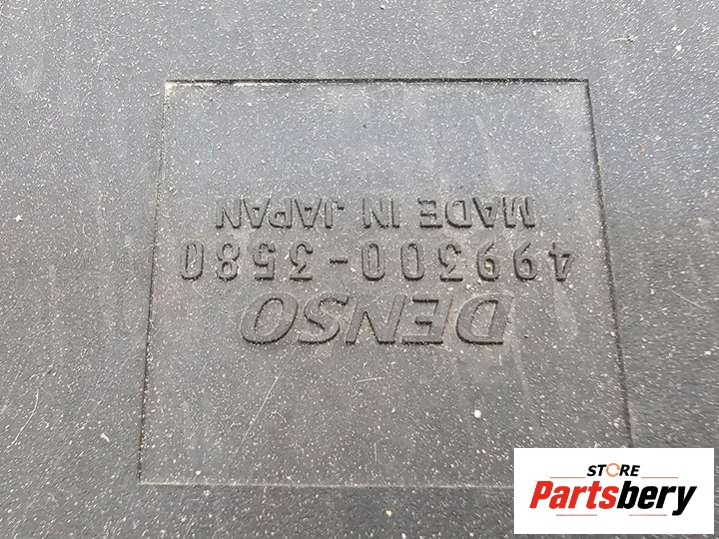 DENSO
499300-3580
MADE IN JAPAN
STORE
Partsbery